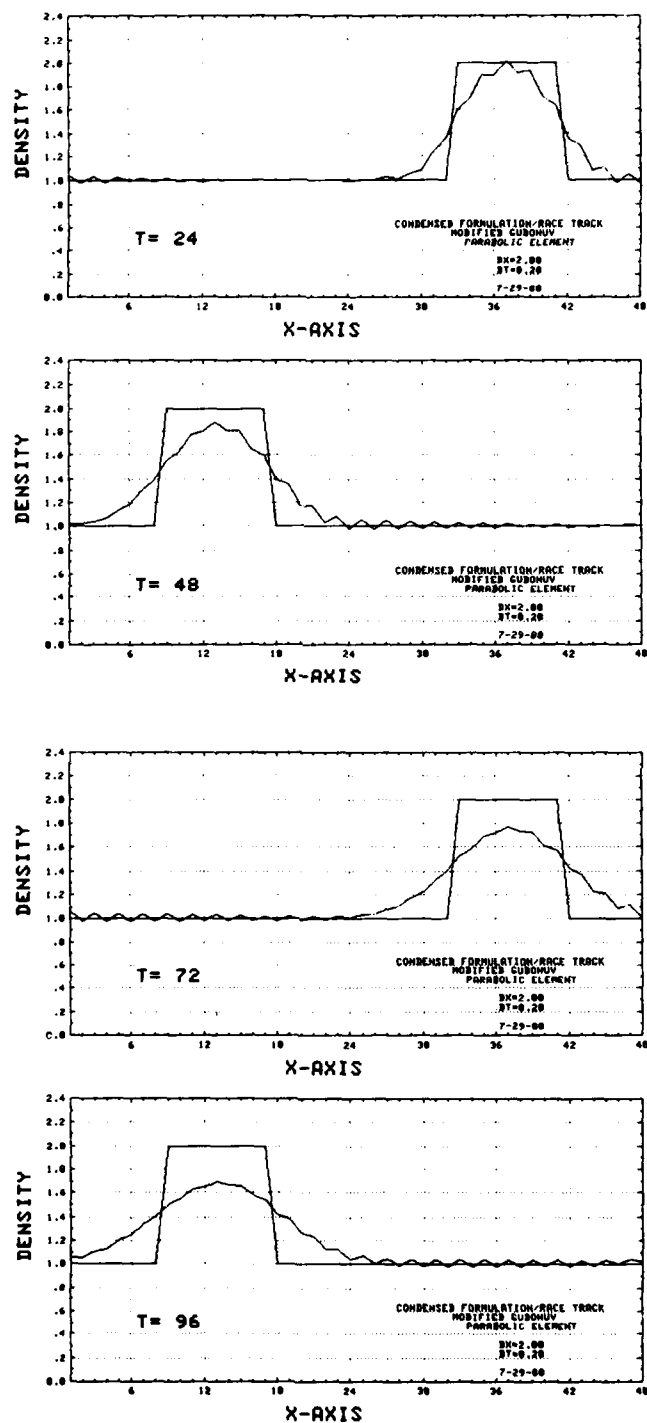 2.4
2.2
2.0
1.8
1.6
1.4
1.2
1.0
.8
.6
.4
.2
0.0
DENSITY
T= 24
CONDENSED FORMULATION/RACE TRACK
MODIFIED GUDONUV
PARABOLIC ELEMENT
DX=2.00
DT=0.20
7-29-80
6 12 18 24 30 36 42 48
X-AXIS
2.4
2.2
2.0
1.8
1.6
1.4
1.2
1.0
.8
.6
.4
.2
0.0
DENSITY
T= 48
CONDENSED FORMULATION/RACE TRACK
MODIFIED GUDONUV
PARABOLIC ELEMENT
DX=2.00
DT=0.20
7-29-80
6 12 18 24 30 36 42 48
X-AXIS
2.4
2.2
2.0
1.8
1.6
1.4
1.2
1.0
.8
.6
.4
.2
0.0
DENSITY
T= 72
CONDENSED FORMULATION/RACE TRACK
MODIFIED GUDONUV
PARABOLIC ELEMENT
DX=2.00
DT=0.20
7-29-80
6 12 18 24 30 36 42 48
X-AXIS
2.4
2.2
2.0
1.8
1.6
1.4
1.2
1.0
.8
.6
.4
.2
0.0
DENSITY
T= 96
CONDENSED FORMULATION/RACE TRACK
MODIFIED GUDONUV
PARABOLIC ELEMENT
DX=2.00
DT=0.20
7-29-80
6 12 18 24 30 36 42 48
X-AXIS